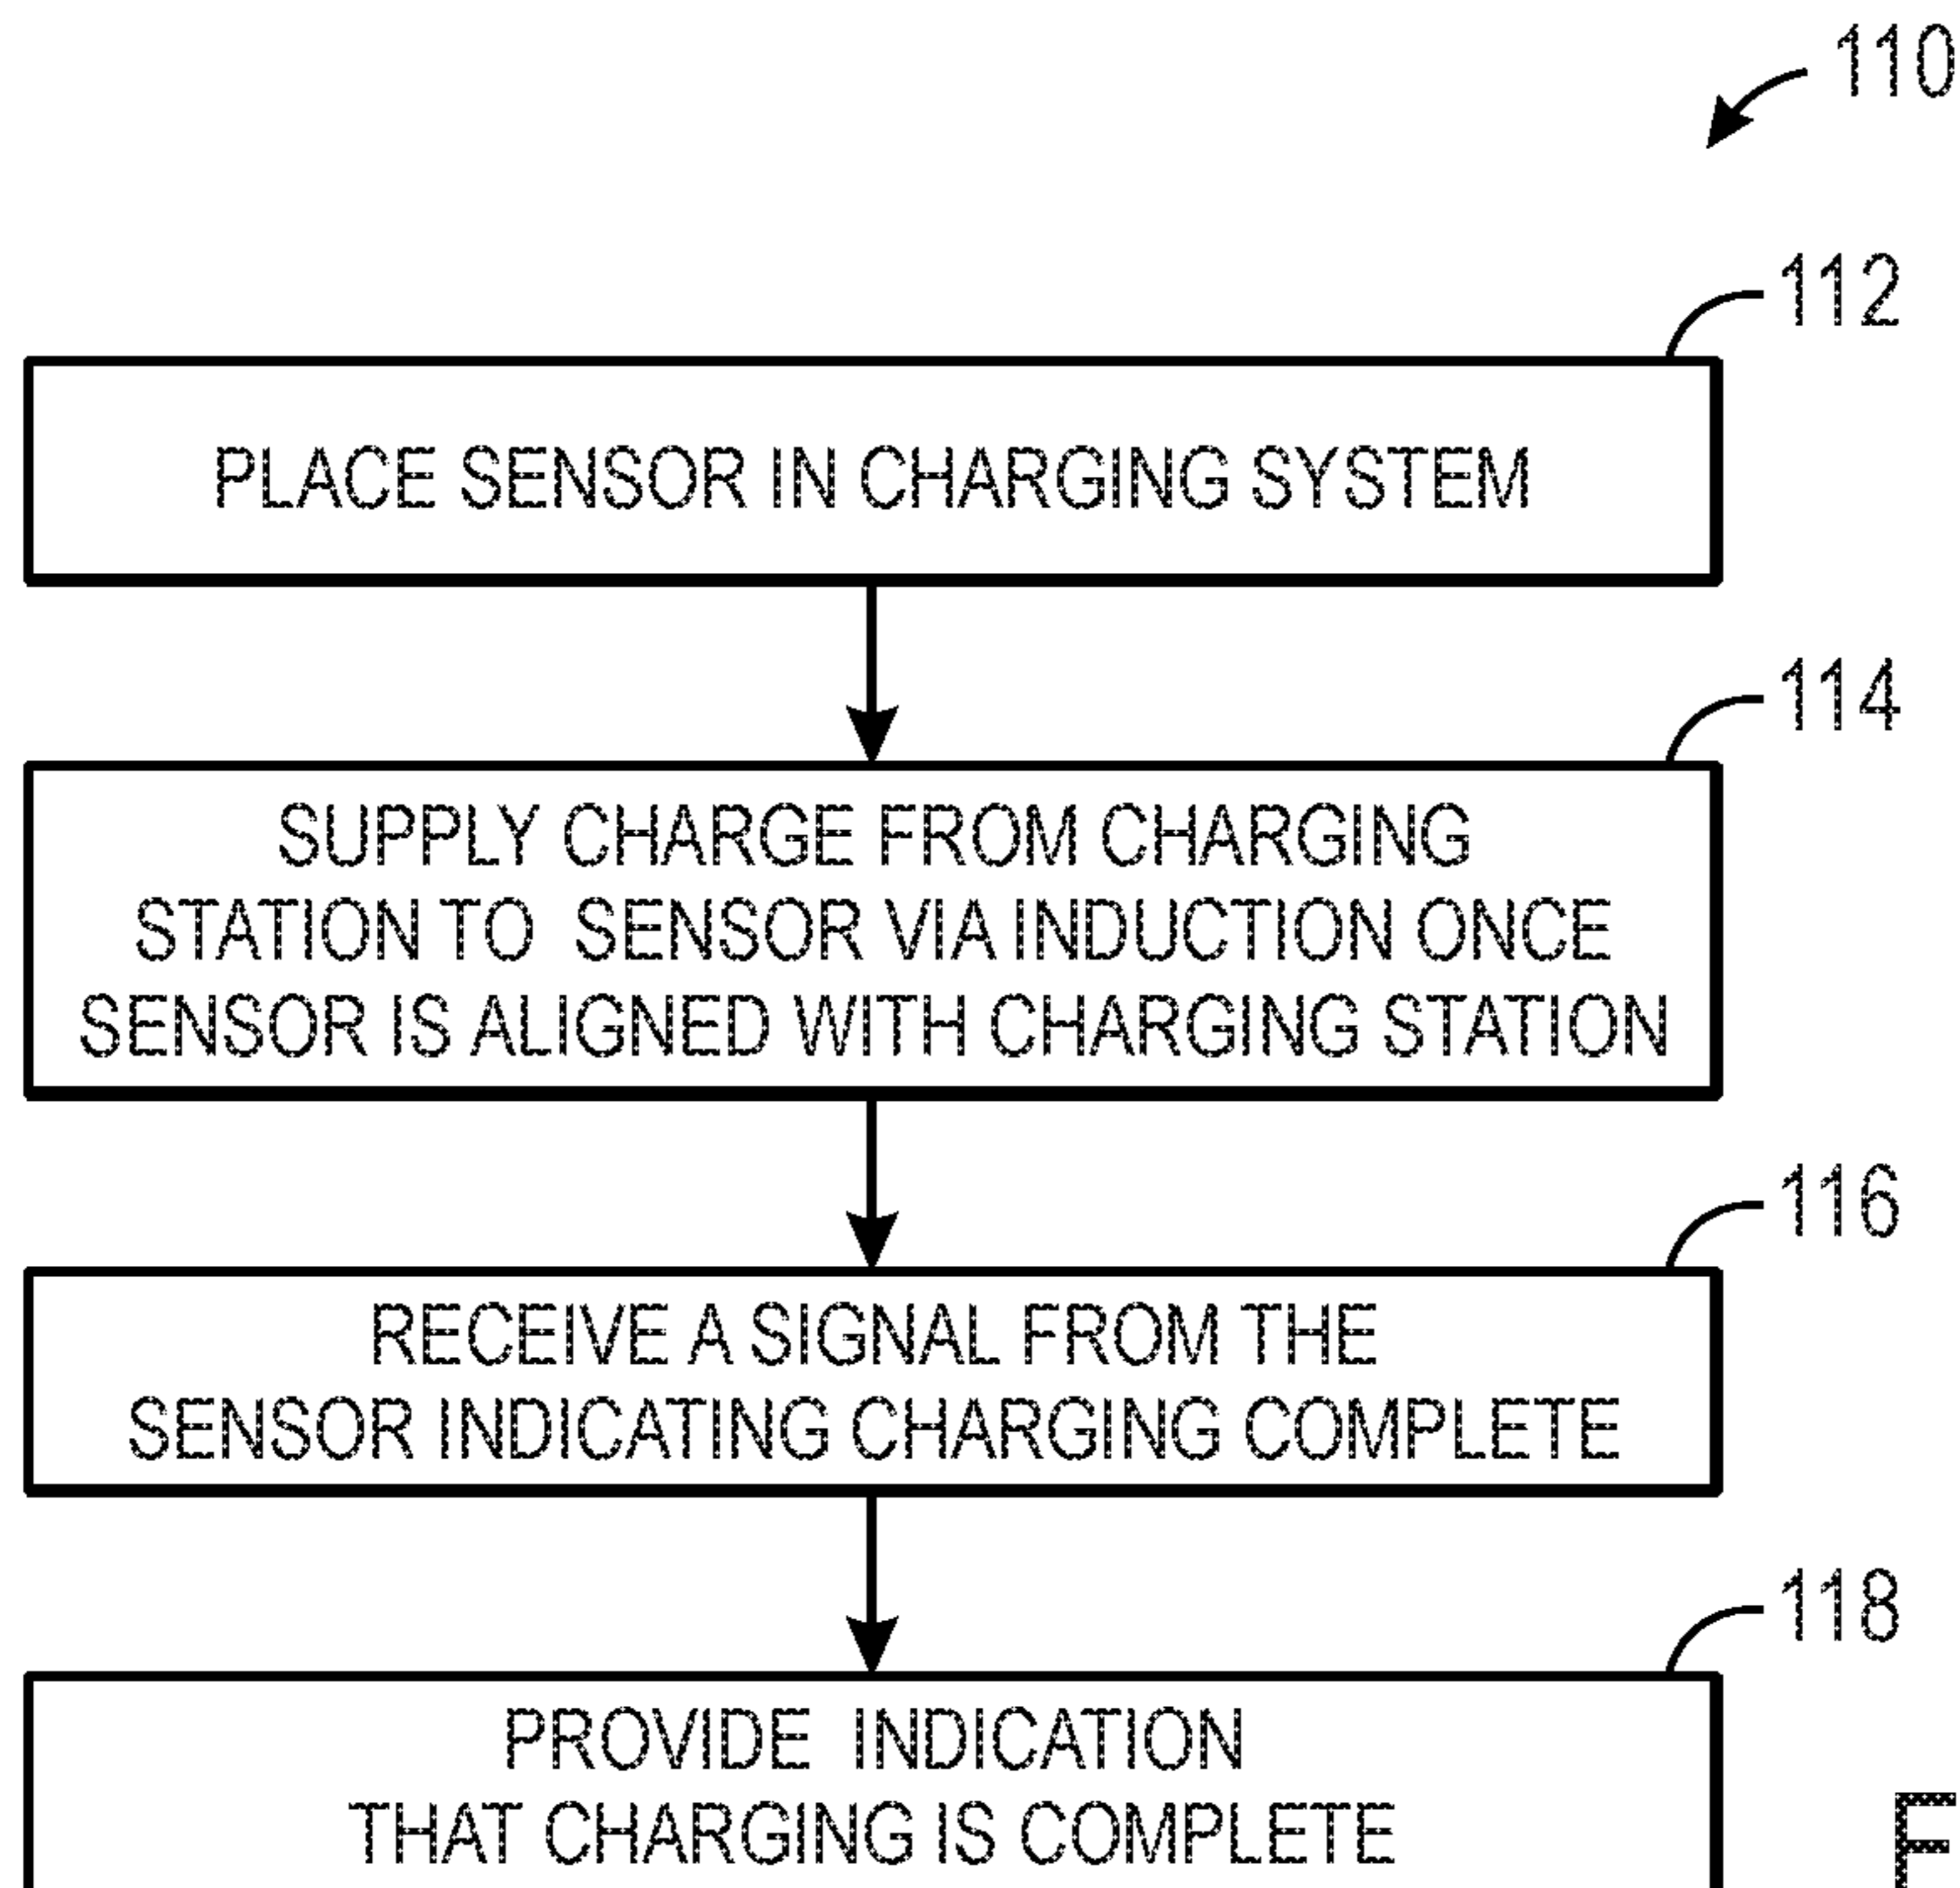 110
112
PLACE SENSOR IN CHARGING SYSTEM
114
SUPPLY CHARGE FROM CHARGING
STATION TO SENSOR VIA INDUCTION ONCE
SENSOR IS ALIGNED WITH CHARGING STATION
116
RECEIVE A SIGNAL FROM THE
SENSOR INDICATING CHARGING COMPLETE
118
PROVIDE INDICATION
THAT CHARGING IS COMPLETE